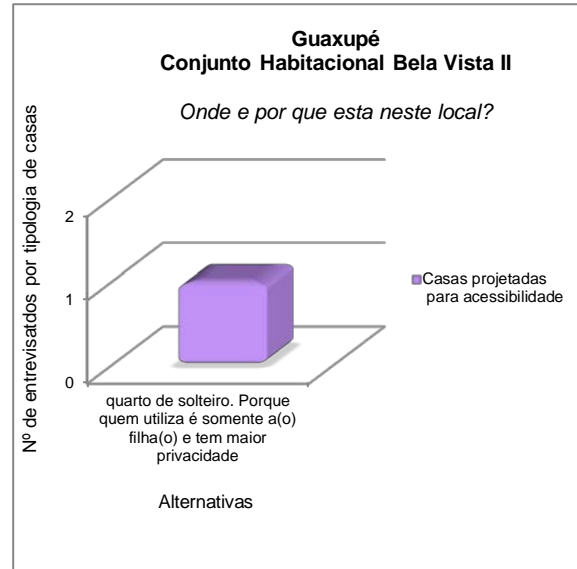 Guaxupé
Conjunto Habitacional Bela Vista II
Onde e por que esta neste local?
Nº de entrevisatdos por tipologia de casas
2
1
0
Casas projetadas
para acessibilidade
quarto de solteiro. Porque
quem utiliza é somente a(o)
filha(o) e tem maior
privacidade
Alternativas